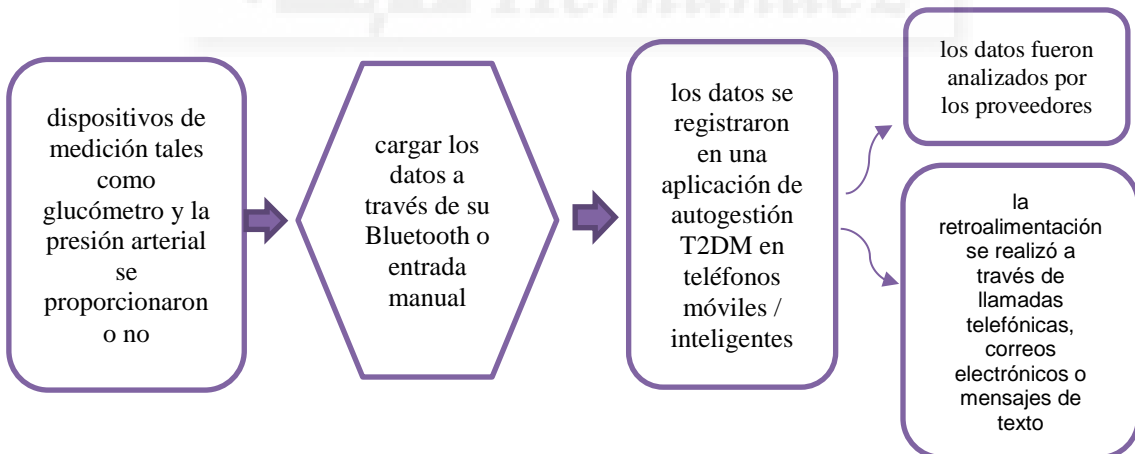 Hernández
dispositivos de
medición tales
como
glucómetro y la
presión arterial
se
proporcionaron
o no
cargar los
datos a
través de su
Bluetooth o
entrada
manual
los datos se
registraron
en una
aplicación de
autogestión
T2DM en
teléfonos
móviles /
inteligentes
los datos fueron
analizados por
los proveedores
la
retroalimentación
se realizó a
través de
llamadas
telefónicas,
correos
electrónicos o
mensajes de
texto